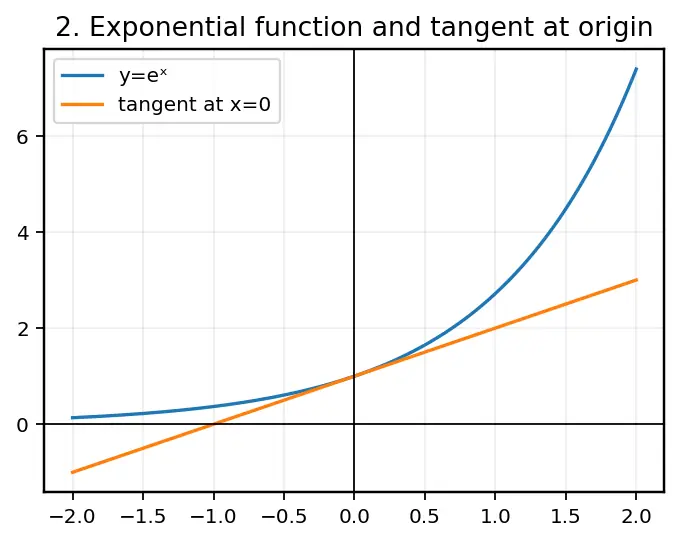 2. Exponential function and tangent at origin
y=eˣ
tangent at x=0
6
4
2
0
−2.0 −1.5 −1.0 −0.5 0.0 0.5 1.0 1.5 2.0